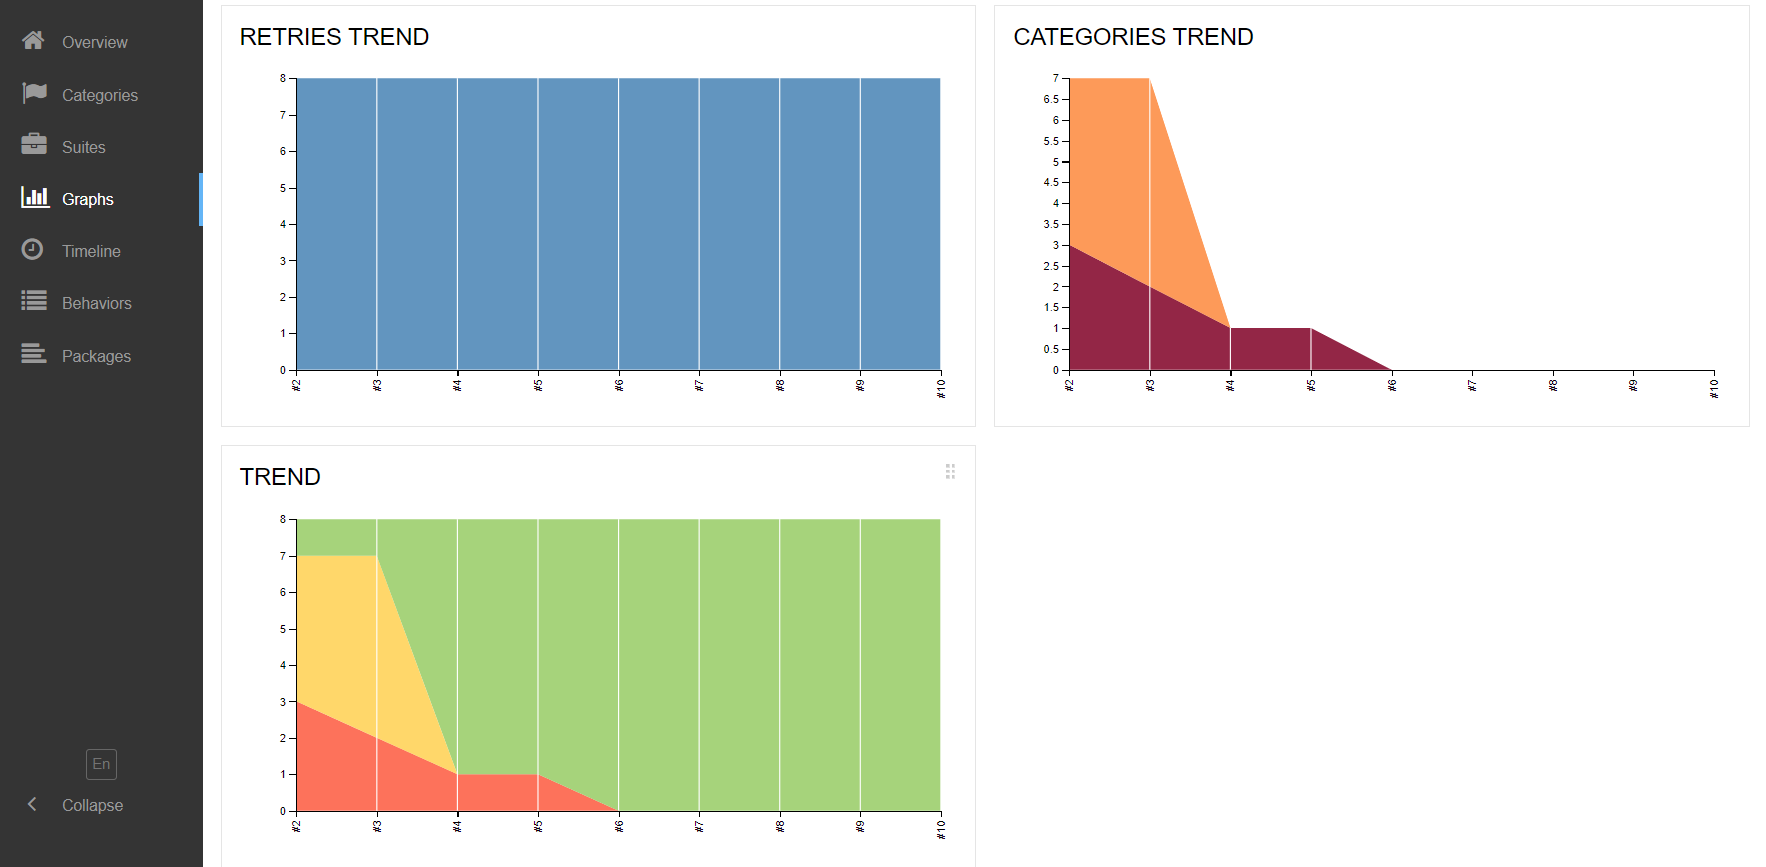 Overview
Categories
Suites
Graphs
Timeline
Behaviors
Packages
En
Collapse
RETRIES TREND
8
7
6
5
4
3
2
1
0
#2 #3 #4 #5 #6 #7 #8 #9 #10
CATEGORIES TREND
7
6.5
6
5.5
5
4.5
4
3.5
3
2.5
2
1.5
1
0.5
0
#2 #3 #4 #5 #6 #7 #8 #9 #10
TREND
8
7
6
5
4
3
2
1
0
#2 #3 #4 #5 #6 #7 #8 #9 #10